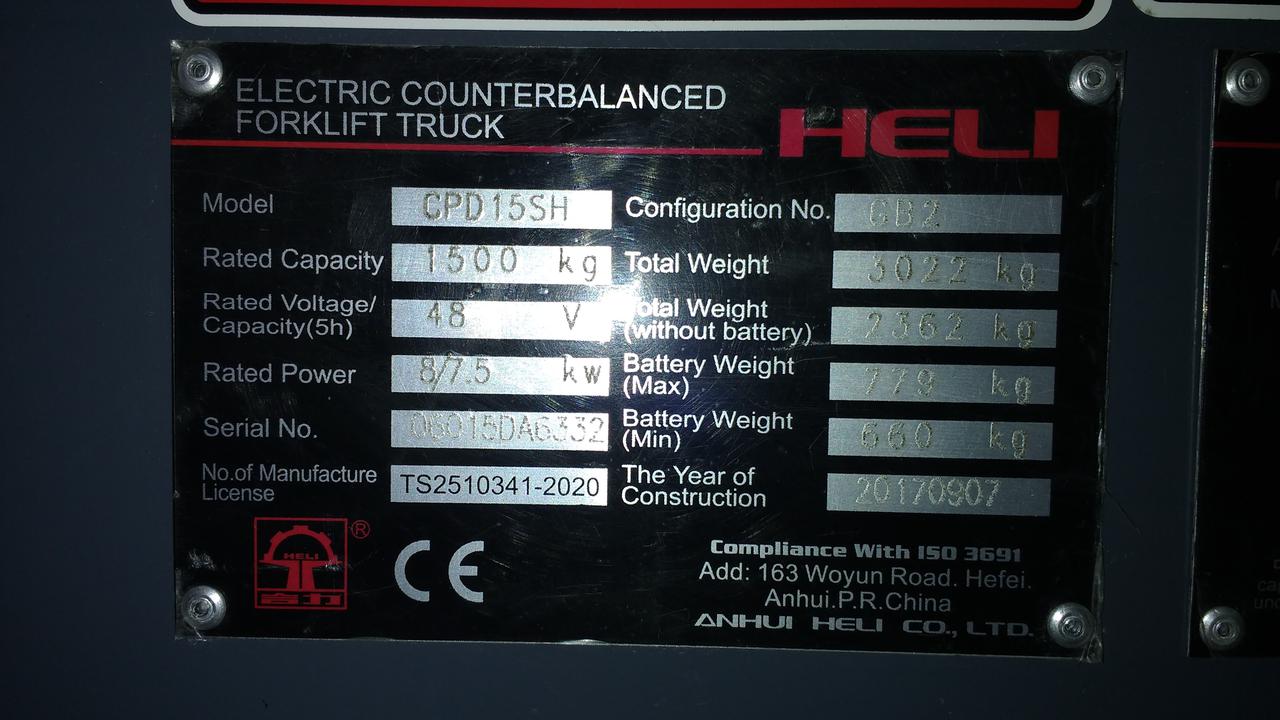 ELECTRIC COUNTERBALANCED
FORKLIFT TRUCK
HELI
Model CPD15SH Configuration No. GB2
Rated Capacity 1500 kg Total Weight 3022 kg
Rated Voltage/
Capacity(5h) 48 V Total Weight
(without battery) 2362 kg
Rated Power 8/7.5 kw Battery Weight
(Max) 779 kg
Serial No. 06015DA6332 Battery Weight
(Min) 660 kg
No.of Manufacture
License TS2510341-2020 The Year of
Construction 20170907
HELI
合力
®
CE
Compliance With ISO 3691
Add: 163 Woyun Road. Hefei.
Anhui.P.R.China
ANHUI HELI CO., LTD.